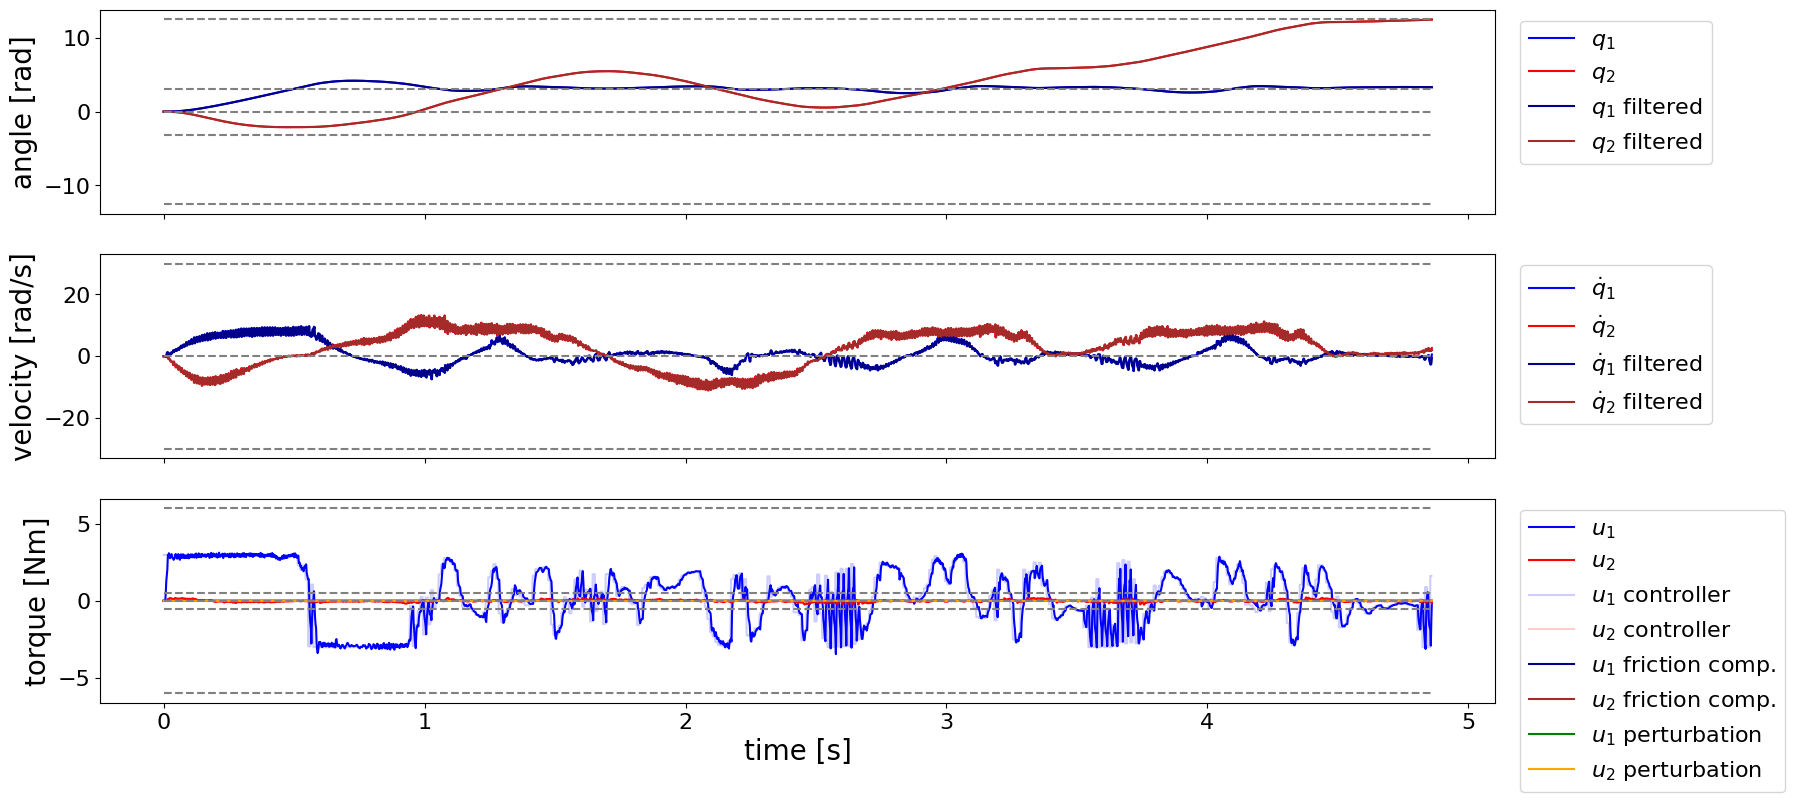 angle [rad]
10
0
−10
q₁
q₂
q₁ filtered
q₂ filtered
velocity [rad/s]
20
0
−20
q̇₁
q̇₂
q̇₁ filtered
q̇₂ filtered
torque [Nm]
5
0
−5
0 1 2 3 4 5
time [s]
u₁
u₂
u₁ controller
u₂ controller
u₁ friction comp.
u₂ friction comp.
u₁ perturbation
u₂ perturbation